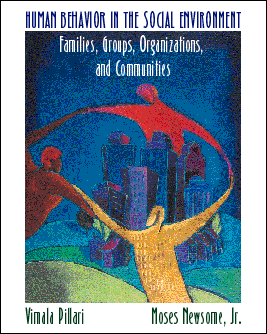 HUMAN BEHAVIOR IN THE SOCIAL ENVIRONMENT
Families, Groups, Organizations,
and Communities
Vimala Pillari Moses Newsome, Jr.